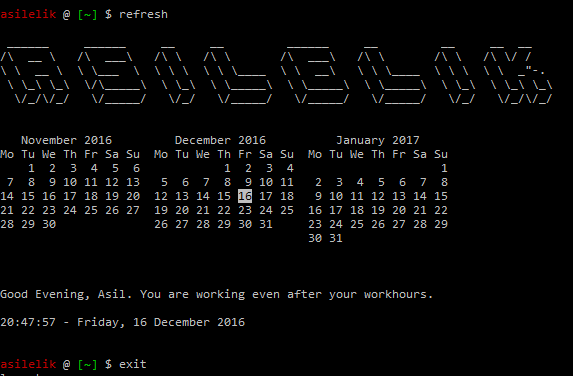 asilelik @ [~] $ refresh
ASILELIK
November 2016 December 2016 January 2017
Mo Tu We Th Fr Sa Su Mo Tu We Th Fr Sa Su Mo Tu We Th Fr Sa Su
1 2 3 4 5 6 1 2 3 4 1
7 8 9 10 11 12 13 5 6 7 8 9 10 11 2 3 4 5 6 7 8
14 15 16 17 18 19 20 12 13 14 15 16 17 18 9 10 11 12 13 14 15
21 22 23 24 25 26 27 19 20 21 22 23 24 25 16 17 18 19 20 21 22
28 29 30 26 27 28 29 30 31 23 24 25 26 27 28 29
30 31
Good Evening, Asil. You are working even after your workhours.
20:47:57 - Friday, 16 December 2016
asilelik @ [~] $ exit